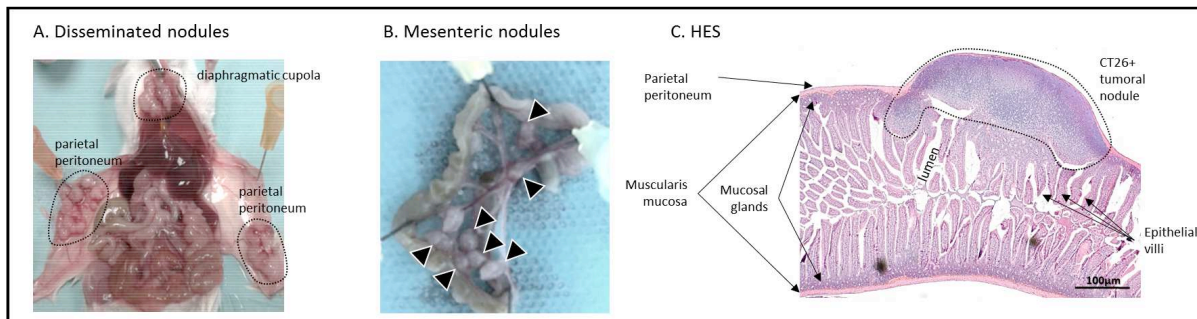 A. Disseminated nodules
diaphragmatic cupola
parietal
peritoneum
parietal
peritoneum
B. Mesenteric nodules
C. HES
Parietal
peritoneum
CT26+
tumoral
nodule
lumen
Muscularis
mucosa
Mucosal
glands
Epithelial
villi
100µm